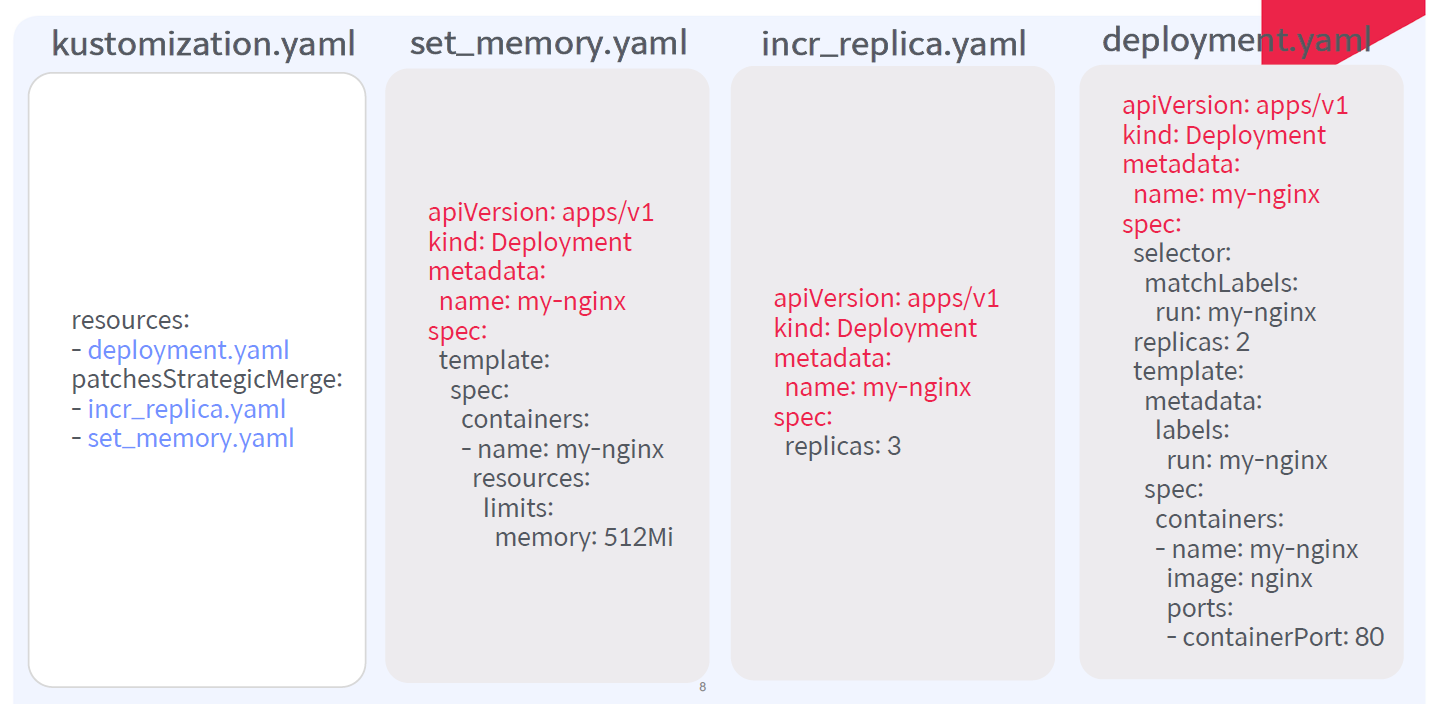 kustomization.yaml
resources:
- deployment.yaml
patchesStrategicMerge:
- incr_replica.yaml
- set_memory.yaml
set_memory.yaml
apiVersion: apps/v1
kind: Deployment
metadata:
  name: my-nginx
spec:
  template:
    spec:
      containers:
      - name: my-nginx
        resources:
          limits:
            memory: 512Mi
incr_replica.yaml
apiVersion: apps/v1
kind: Deployment
metadata:
  name: my-nginx
spec:
  replicas: 3
deployment.yaml
apiVersion: apps/v1
kind: Deployment
metadata:
  name: my-nginx
spec:
  selector:
    matchLabels:
      run: my-nginx
  replicas: 2
  template:
    metadata:
      labels:
        run: my-nginx
    spec:
      containers:
      - name: my-nginx
        image: nginx
        ports:
        - containerPort: 80
8